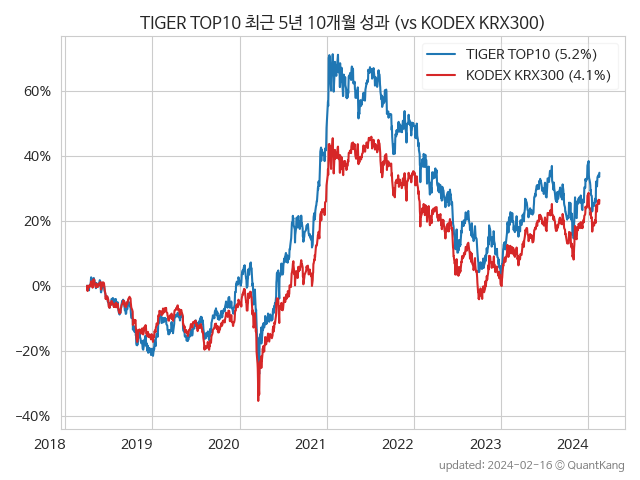 TIGER TOP10 최근 5년 10개월 성과 (vs KODEX KRX300)
TIGER TOP10 (5.2%)
KODEX KRX300 (4.1%)
60%
40%
20%
0%
−20%
−40%
2018 2019 2020 2021 2022 2023 2024
updated: 2024-02-16 ⓒ QuantKang